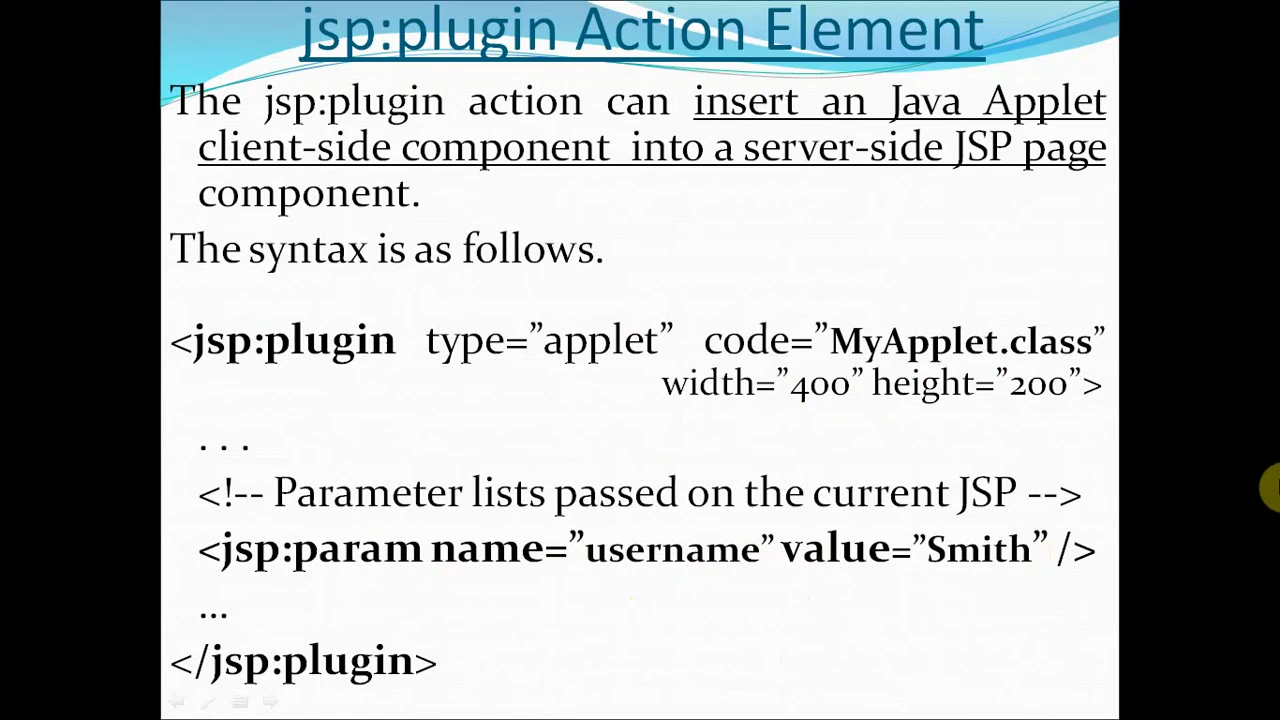 jsp:plugin Action Element
The jsp:plugin action can insert an Java Applet
client-side component into a server-side JSP page
component.
The syntax is as follows.
<jsp:plugin type=”applet” code=”MyApplet.class”
width=”400” height=”200”>
. . .
<!-- Parameter lists passed on the current JSP -->
<jsp:param name=”username” value=”Smith” />
...
</jsp:plugin>